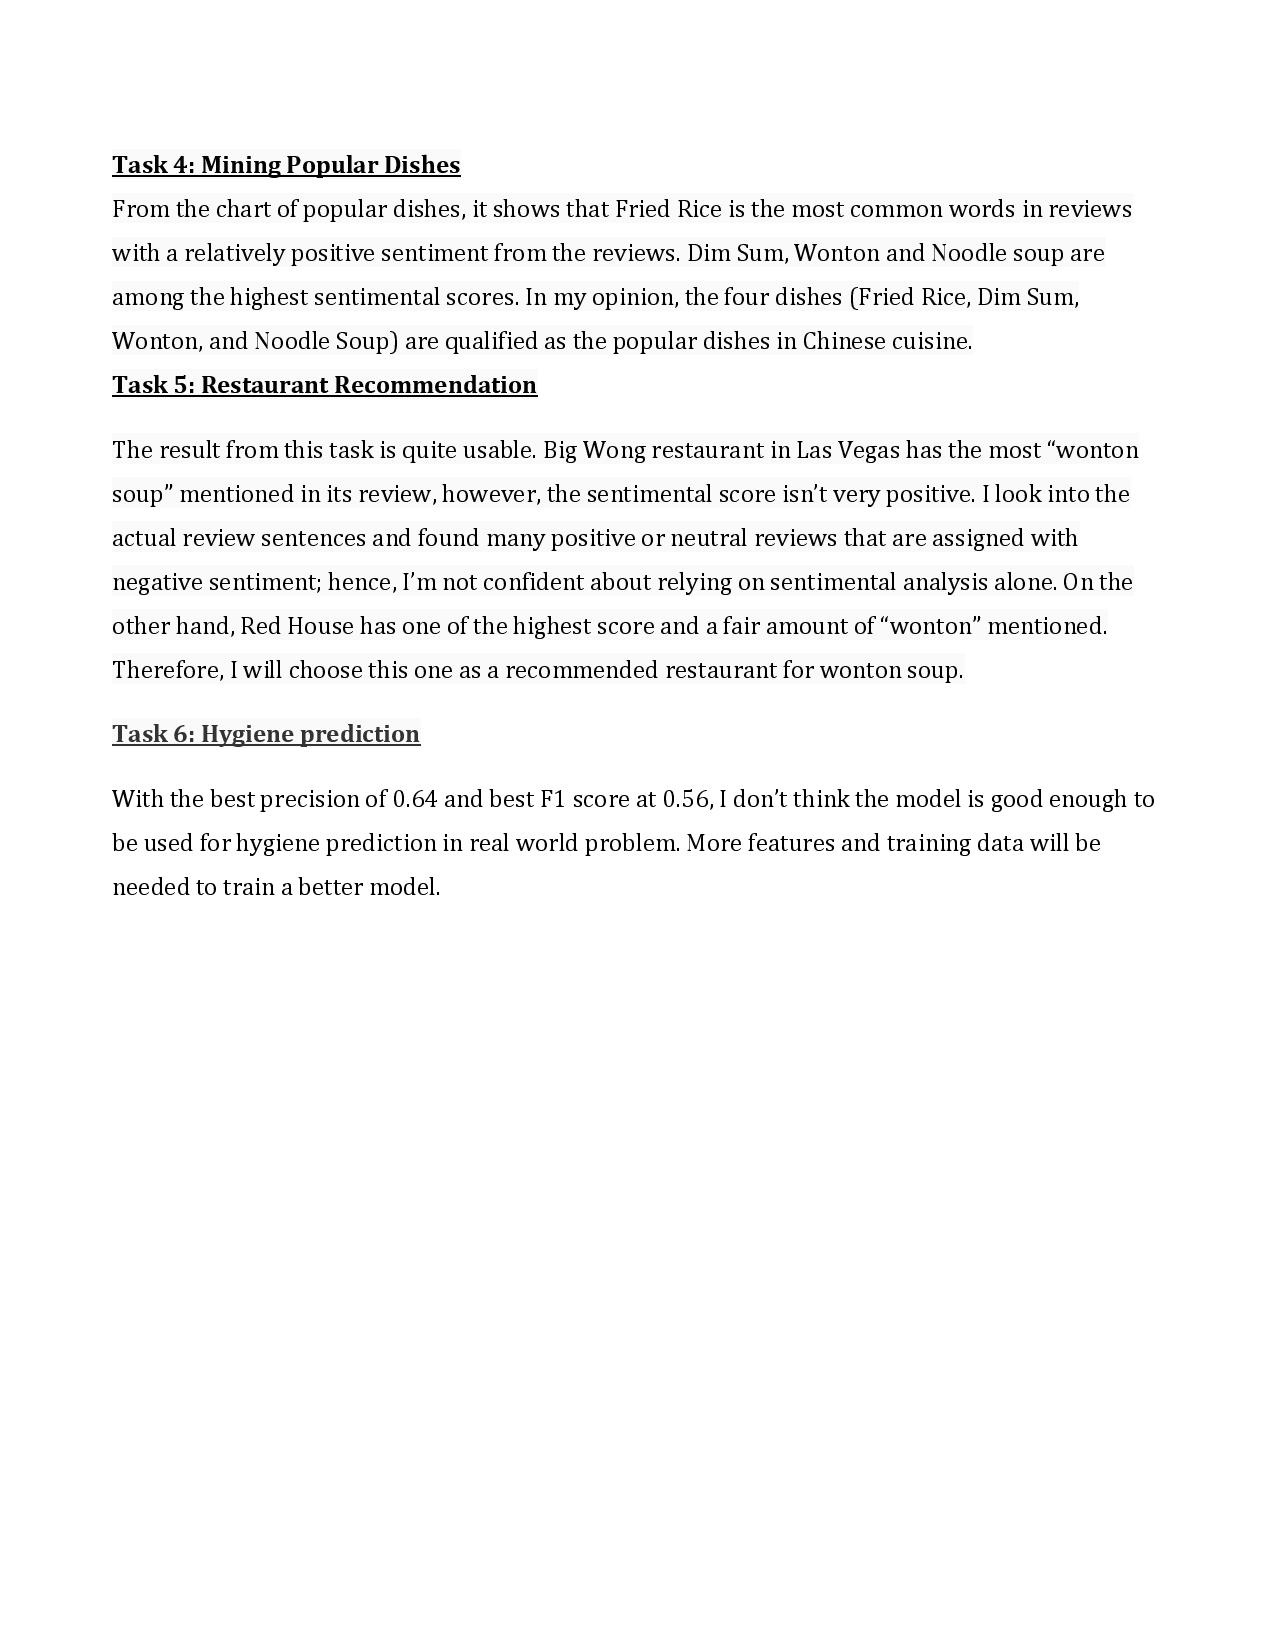 Task 4: Mining Popular Dishes
From the chart of popular dishes, it shows that Fried Rice is the most common words in reviews
with a relatively positive sentiment from the reviews. Dim Sum, Wonton and Noodle soup are
among the highest sentimental scores. In my opinion, the four dishes (Fried Rice, Dim Sum,
Wonton, and Noodle Soup) are qualified as the popular dishes in Chinese cuisine.
Task 5: Restaurant Recommendation
The result from this task is quite usable. Big Wong restaurant in Las Vegas has the most “wonton
soup” mentioned in its review, however, the sentimental score isn’t very positive. I look into the
actual review sentences and found many positive or neutral reviews that are assigned with
negative sentiment; hence, I’m not confident about relying on sentimental analysis alone. On the
other hand, Red House has one of the highest score and a fair amount of “wonton” mentioned.
Therefore, I will choose this one as a recommended restaurant for wonton soup.
Task 6: Hygiene prediction
With the best precision of 0.64 and best F1 score at 0.56, I don’t think the model is good enough to
be used for hygiene prediction in real world problem. More features and training data will be
needed to train a better model.